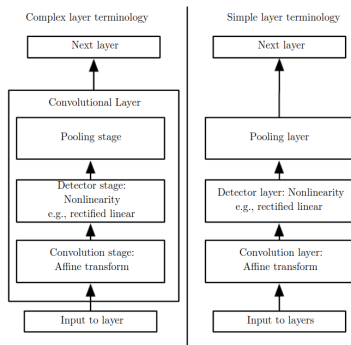 Complex layer terminology
Next layer
Convolutional Layer
Pooling stage
Detector stage:
Nonlinearity
e.g., rectified linear
Convolution stage:
Affine transform
Input to layer
Simple layer terminology
Next layer
Pooling layer
Detector layer: Nonlinearity
e.g., rectified linear
Convolution layer:
Affine transform
Input to layers